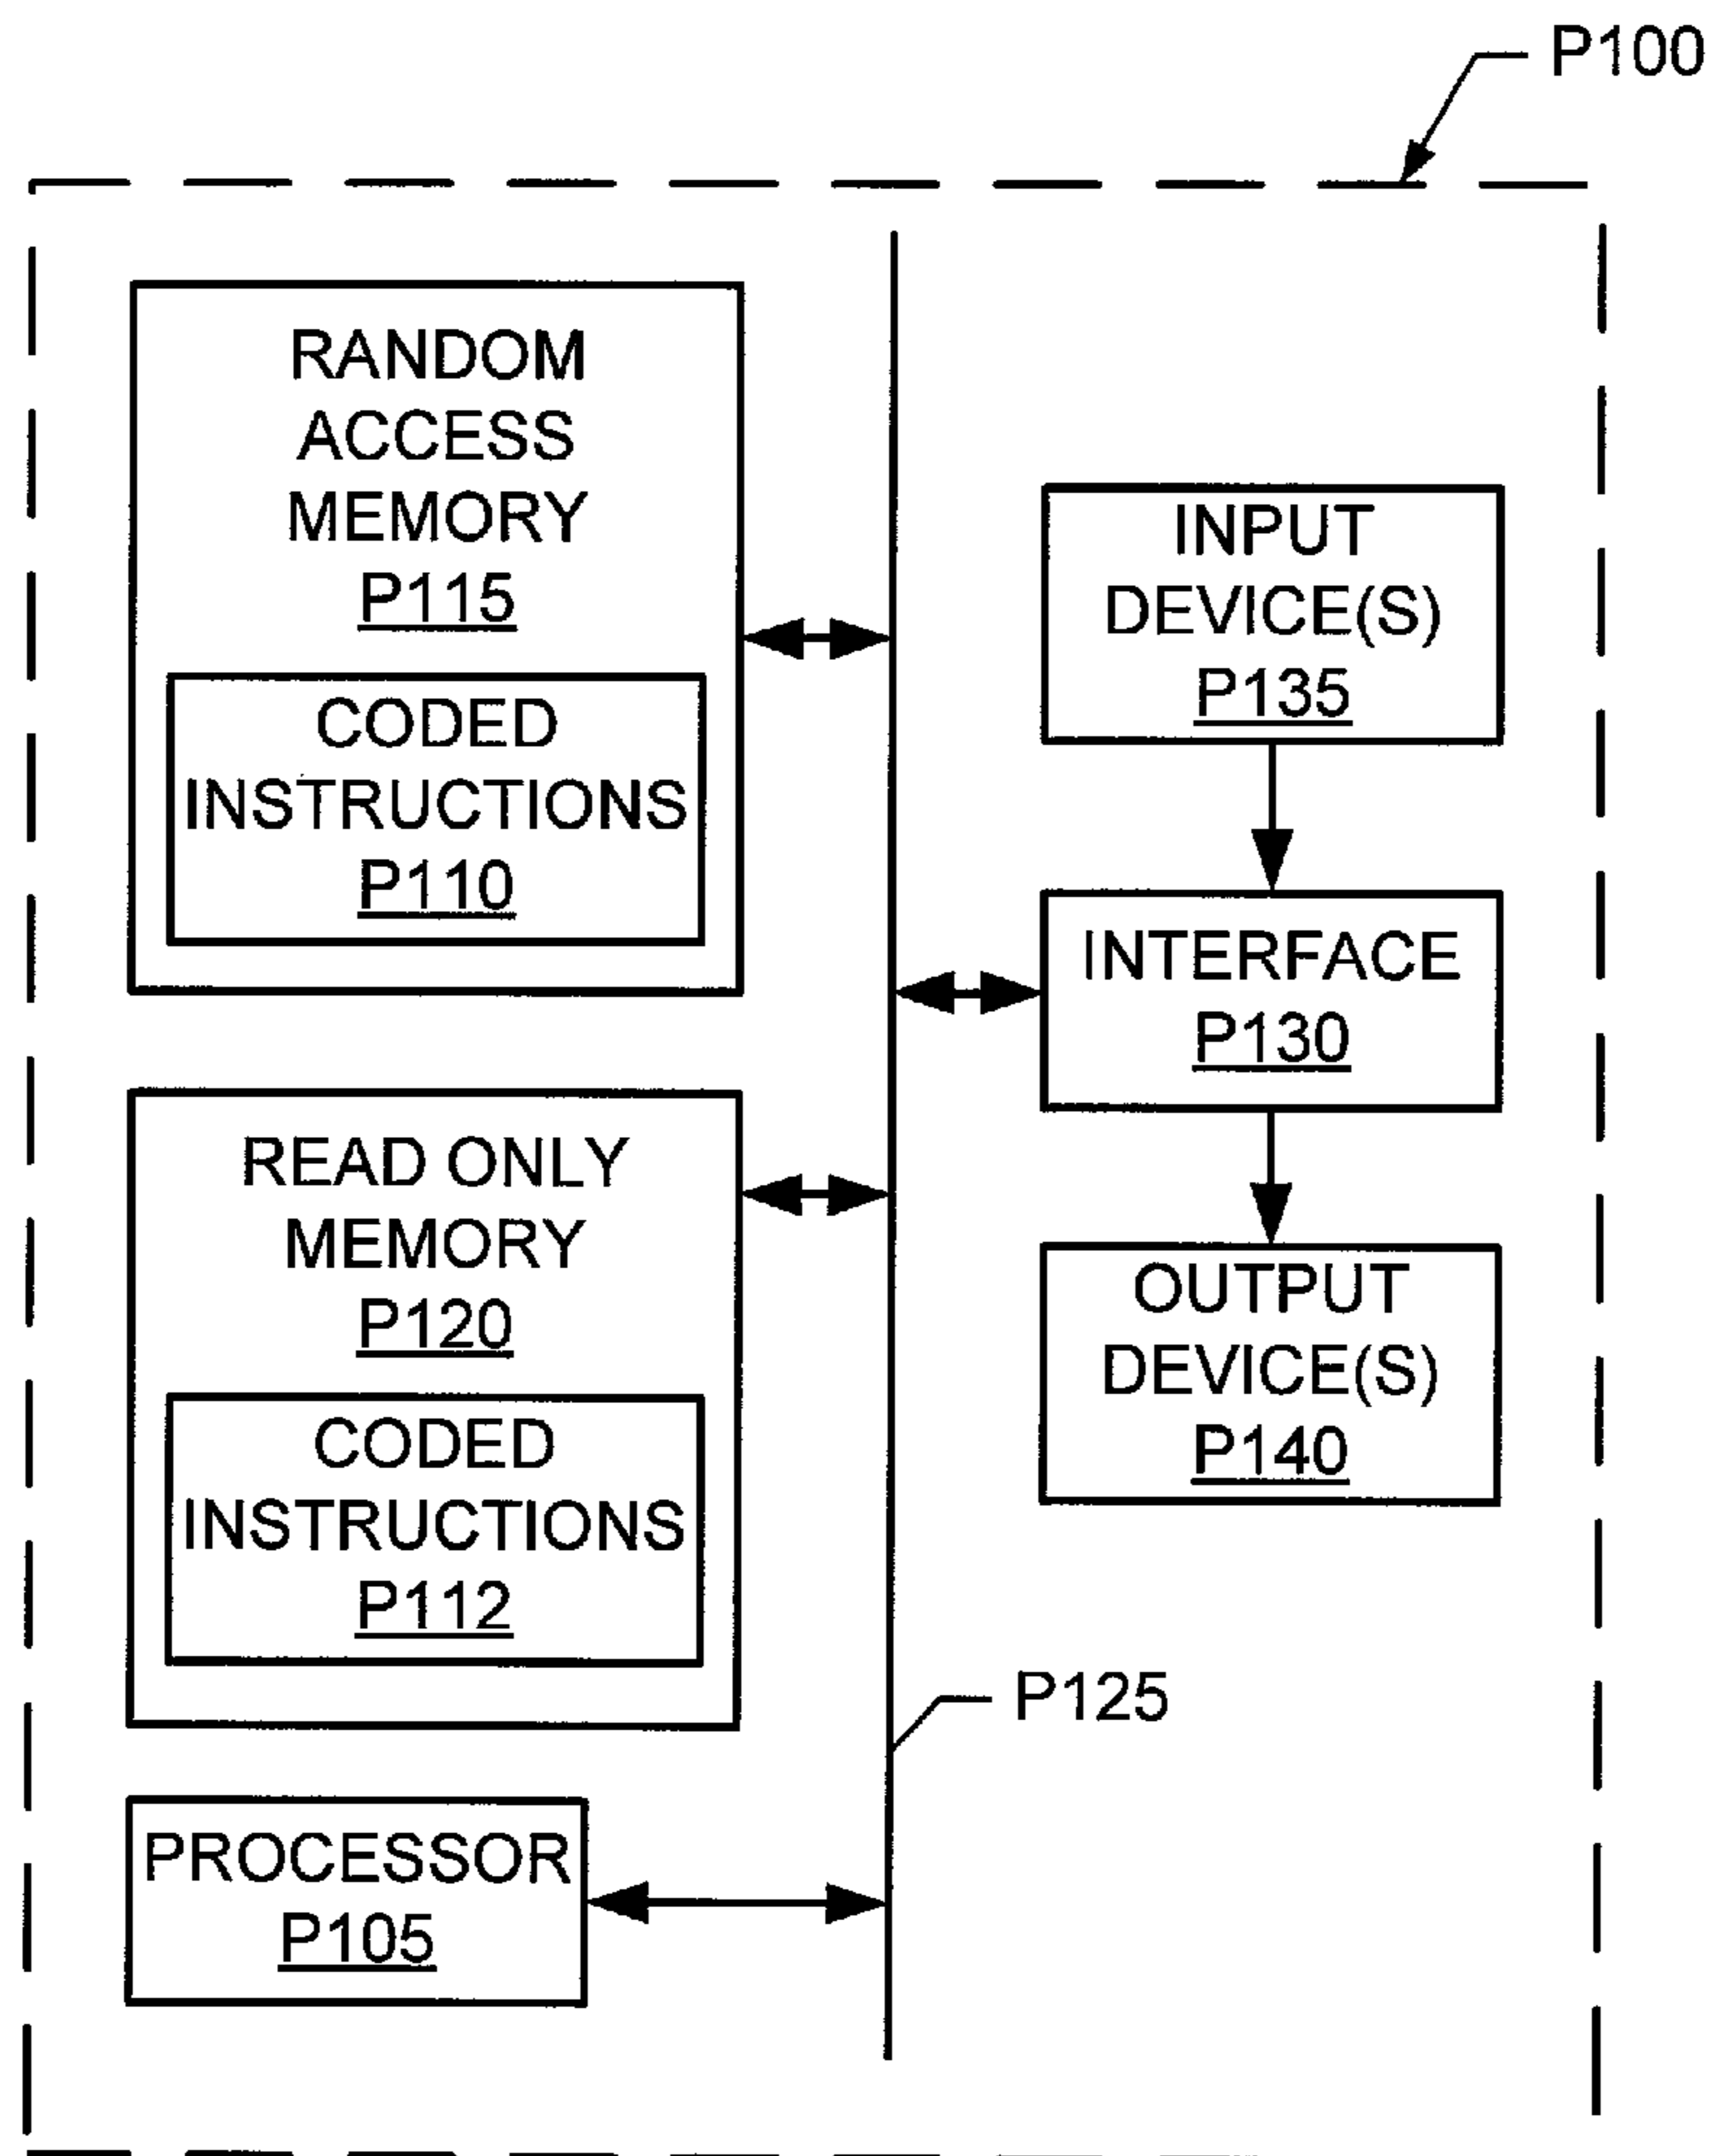 P100
RANDOM
ACCESS
MEMORY
P115
CODED
INSTRUCTIONS
P110
READ ONLY
MEMORY
P120
CODED
INSTRUCTIONS
P112
PROCESSOR
P105
INPUT
DEVICE(S)
P135
INTERFACE
P130
OUTPUT
DEVICE(S)
P140
P125